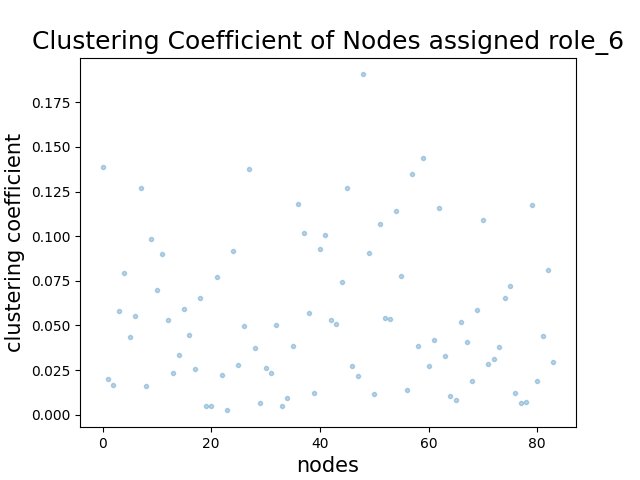 Clustering Coefficient of Nodes assigned role_6
clustering coefficient
0.175
0.150
0.125
0.100
0.075
0.050
0.025
0.000
0 20 40 60 80
nodes